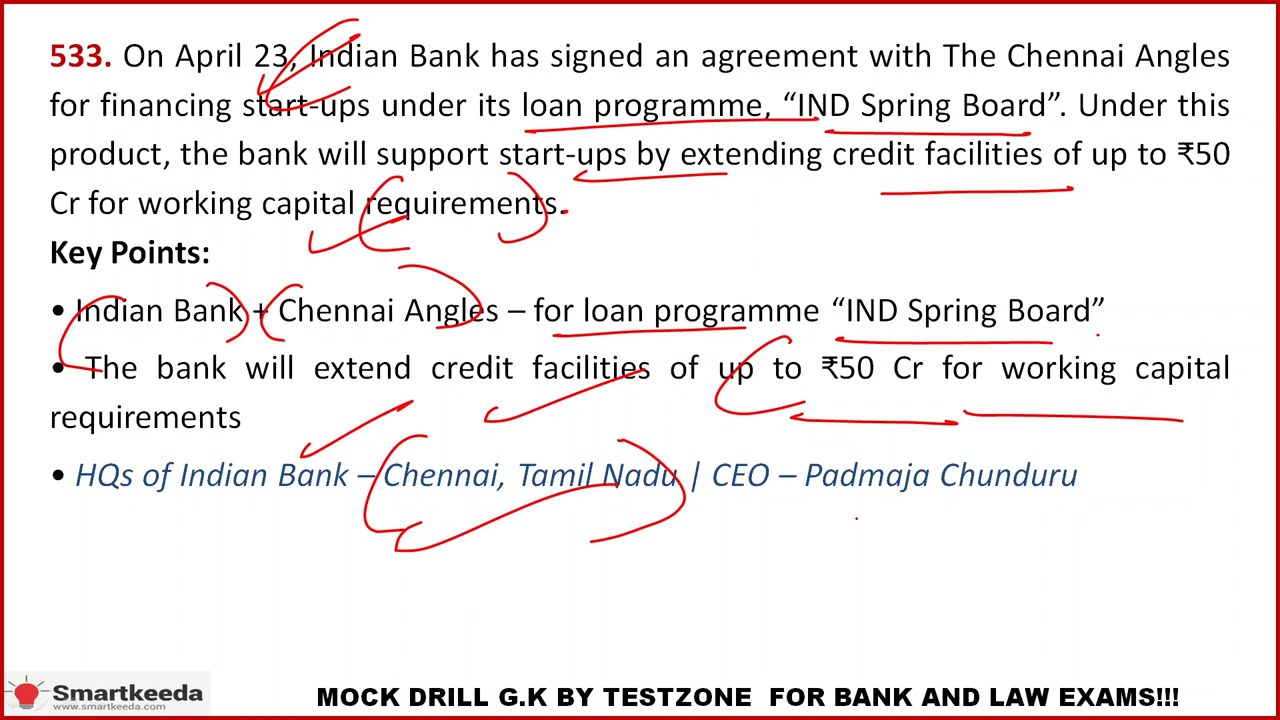 533. On April 23, Indian Bank has signed an agreement with The Chennai Angles
for financing start-ups under its loan programme, “IND Spring Board”. Under this
product, the bank will support start-ups by extending credit facilities of up to ₹50
Cr for working capital requirements.
Key Points:
• Indian Bank + Chennai Angles – for loan programme “IND Spring Board”
• The bank will extend credit facilities of up to ₹50 Cr for working capital
requirements
• HQs of Indian Bank – Chennai, Tamil Nadu | CEO – Padmaja Chunduru
Smartkeeda
www.smartkeeda.com
MOCK DRILL G.K BY TESTZONE FOR BANK AND LAW EXAMS!!!